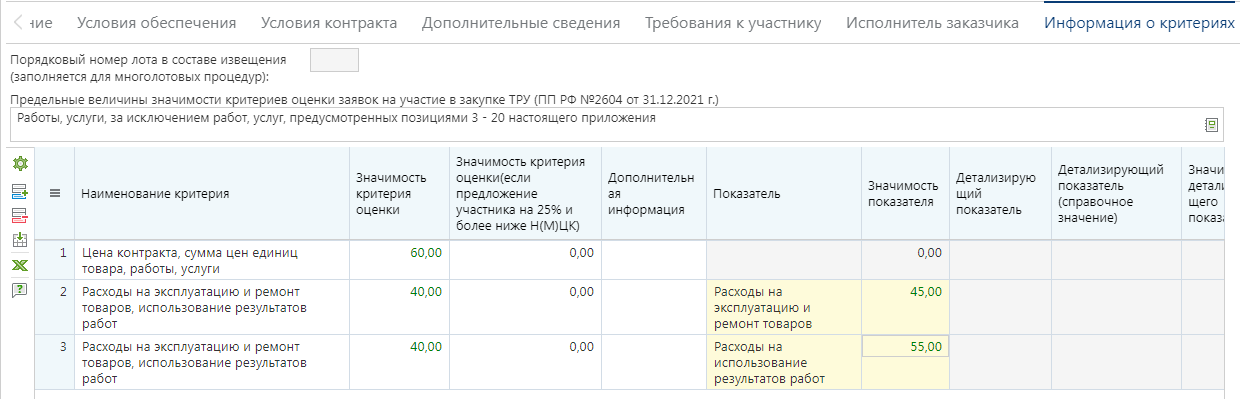 ние Условия обеспечения Условия контракта Дополнительные сведения Требования к участнику Исполнитель заказчика Информация о критериях
Порядковый номер лота в составе извещения
(заполняется для многолотовых процедур):
Предельные величины значимости критериев оценки заявок на участие в закупке ТРУ (ПП РФ №2604 от 31.12.2021 г.)
Работы, услуги, за исключением работ, услуг, предусмотренных позициями 3 - 20 настоящего приложения
Наименование критерия
Значимость
критерия
оценки
Значимость критерия
оценки(если
предложение
участника на 25% и
более ниже Н(М)ЦК)
Дополнительн
ая
информация
Показатель
Значимость
показателя
Детализирую
щий
показатель
Детализирующий
показатель
(справочное
значение)
Значи
детали
щего
показа
1 Цена контракта, сумма цен единиц 60,00 0,00 0,00
товара, работы, услуги
2 Расходы на эксплуатацию и ремонт 40,00 0,00 Расходы на 45,00
товаров, использование результатов эксплуатацию и
работ ремонт товаров
3 Расходы на эксплуатацию и ремонт 40,00 0,00 Расходы на 55,00
товаров, использование результатов использование
работ результатов работ